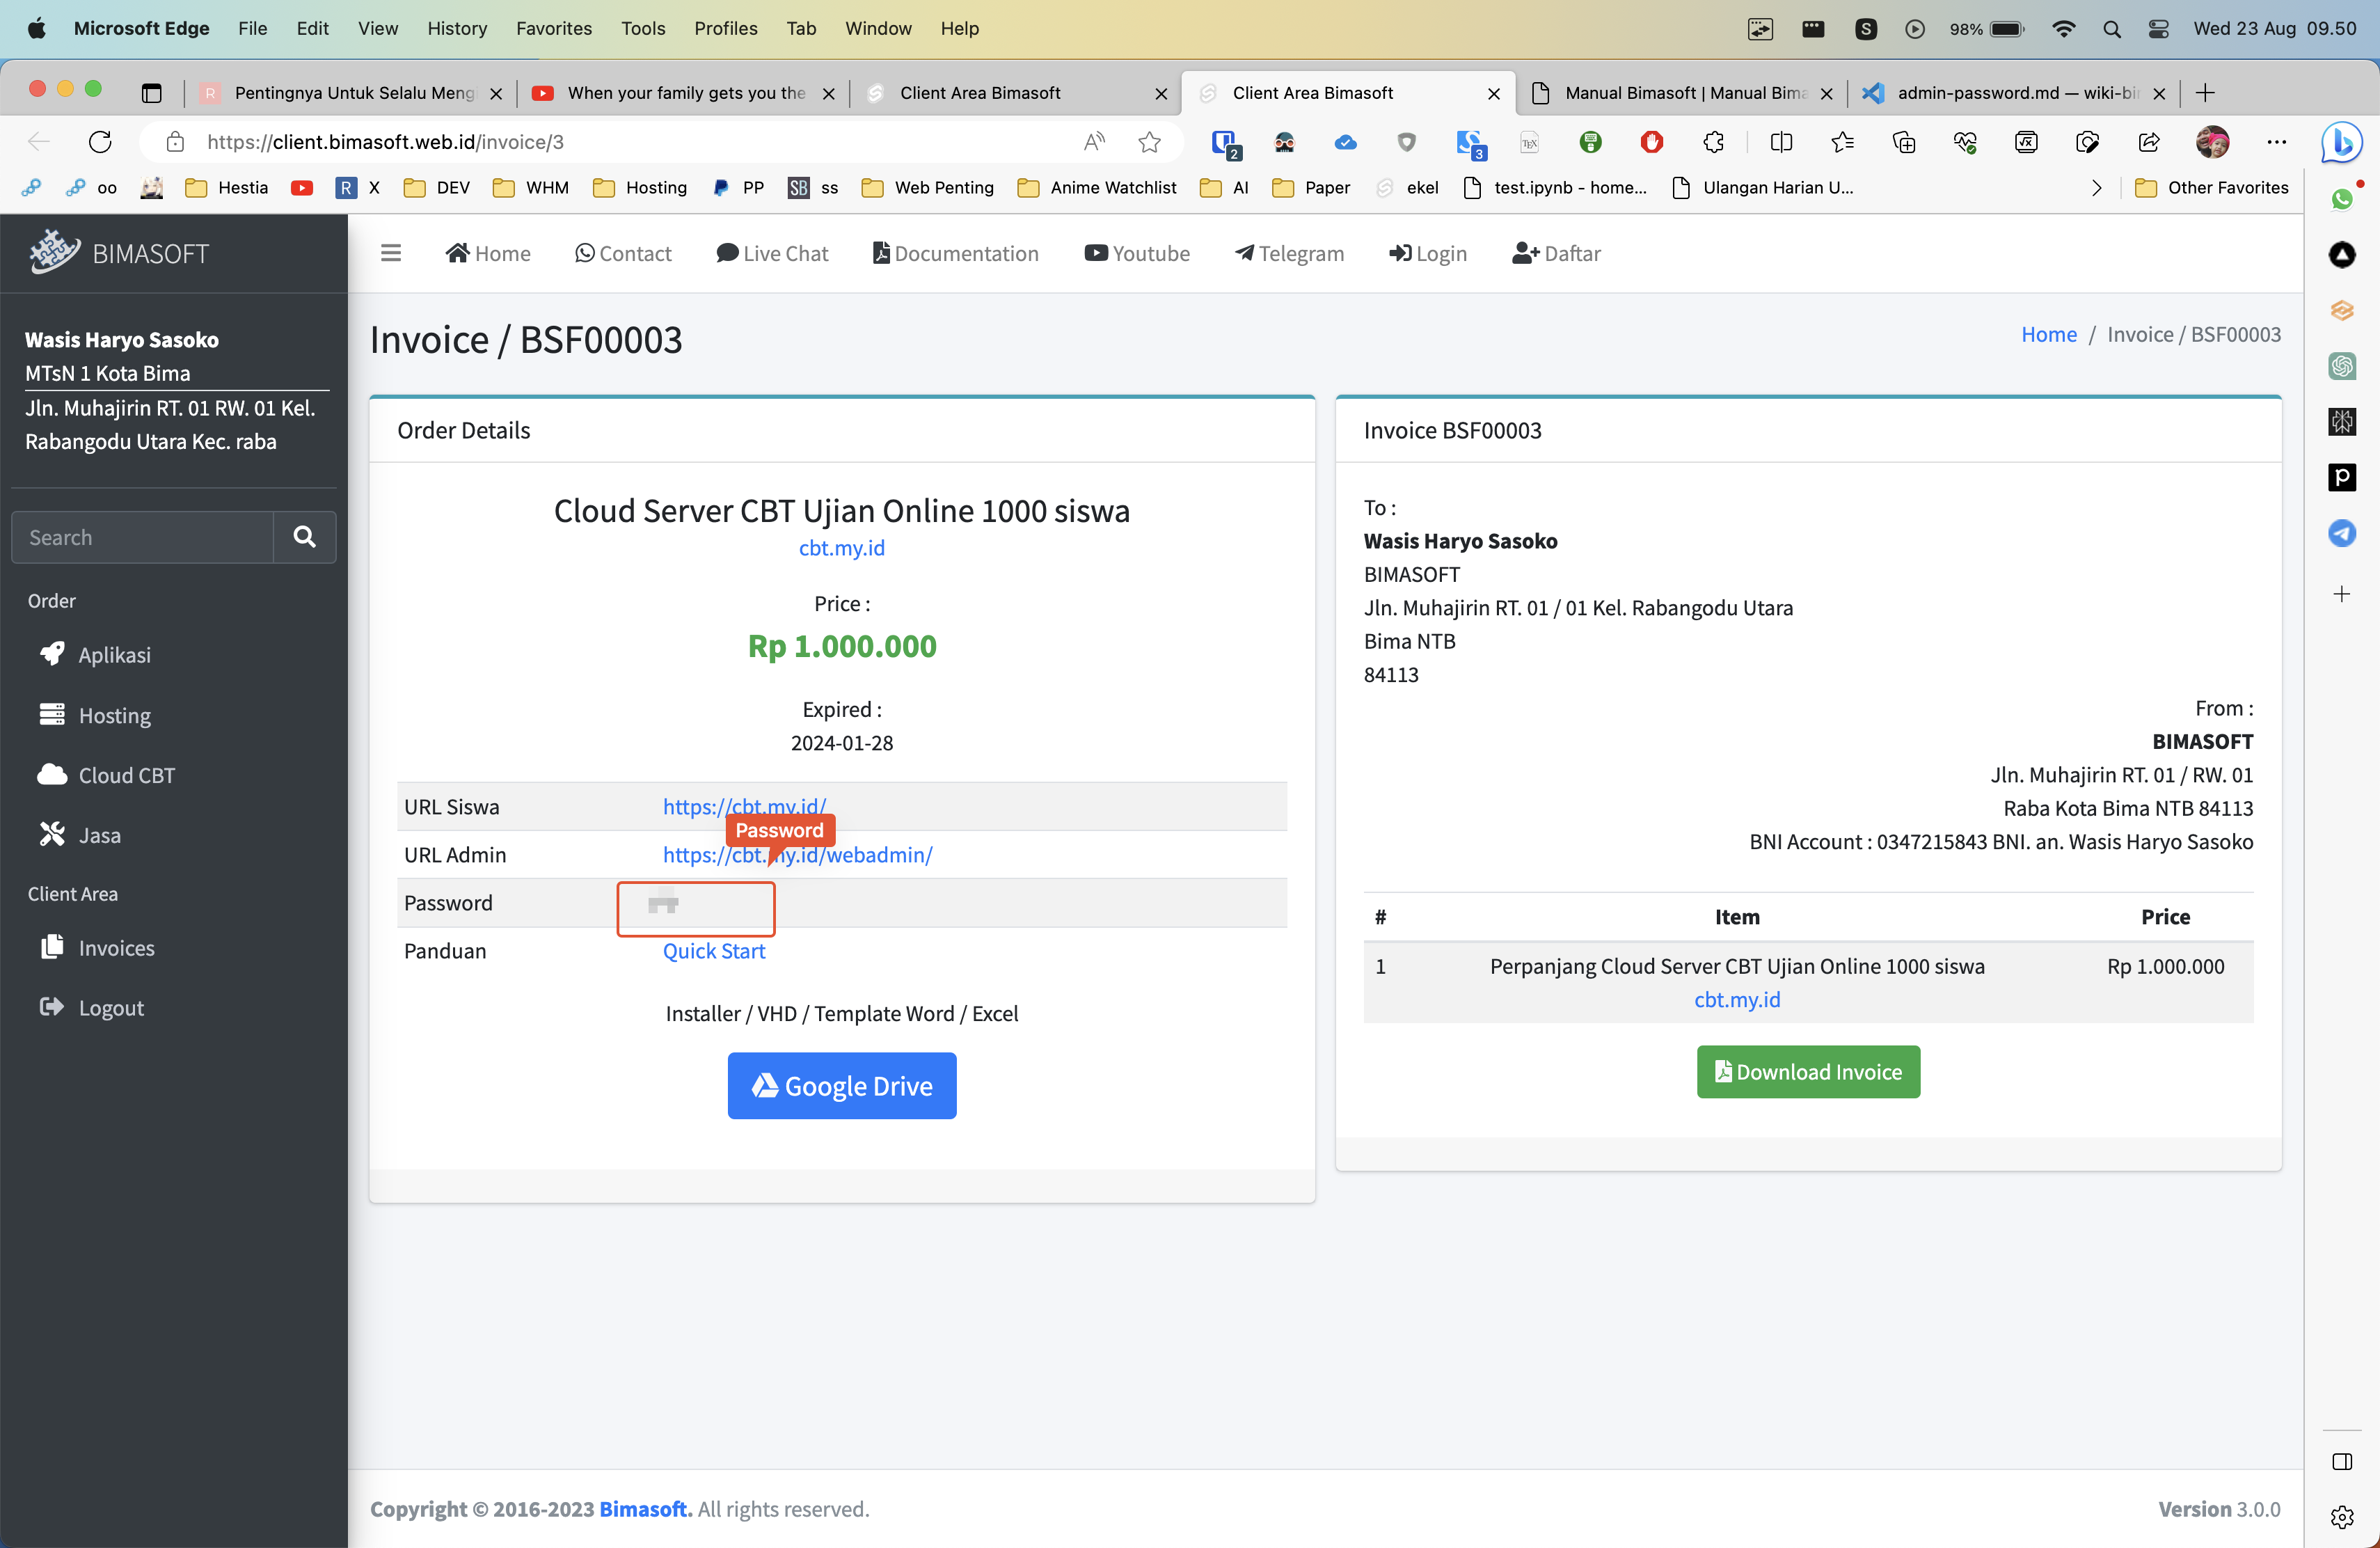 Microsoft Edge File Edit View History Favorites Tools Profiles Tab Window Help
S 98% Wed 23 Aug 09.50
R Pentingnya Untuk Selalu Meng
When your family gets you the
Client Area Bimasoft
Client Area Bimasoft
Manual Bimasoft | Manual Bima
admin-password.md — wiki-bi
https://client.bimasoft.web.id/invoice/3
2
3
oo Hestia R X DEV WHM Hosting PP SB ss Web Penting Anime Watchlist AI Paper ekel test.ipynb - home... Ulangan Harian U... Other Favorites
BIMASOFT
Wasis Haryo Sasoko
MTsN 1 Kota Bima
Jln. Muhajirin RT. 01 RW. 01 Kel.
Rabangodu Utara Kec. raba
Search
Order
Aplikasi
Hosting
Cloud CBT
Jasa
Client Area
Invoices
Logout
Home Contact Live Chat Documentation Youtube Telegram Login Daftar
Invoice / BSF00003
Home / Invoice / BSF00003
Order Details
Cloud Server CBT Ujian Online 1000 siswa
cbt.my.id
Price :
Rp 1.000.000
Expired :
2024-01-28
URL Siswa https://cbt.my.id/
Password
URL Admin https://cbt.my.id/webadmin/
Password
Panduan Quick Start
Installer / VHD / Template Word / Excel
Google Drive
Invoice BSF00003
To :
Wasis Haryo Sasoko
BIMASOFT
Jln. Muhajirin RT. 01 / 01 Kel. Rabangodu Utara
Bima NTB
84113
From :
BIMASOFT
Jln. Muhajirin RT. 01 / RW. 01
Raba Kota Bima NTB 84113
BNI Account : 0347215843 BNI. an. Wasis Haryo Sasoko
# Item Price
1 Perpanjang Cloud Server CBT Ujian Online 1000 siswa Rp 1.000.000
cbt.my.id
Download Invoice
Copyright © 2016-2023 Bimasoft. All rights reserved.
Version 3.0.0